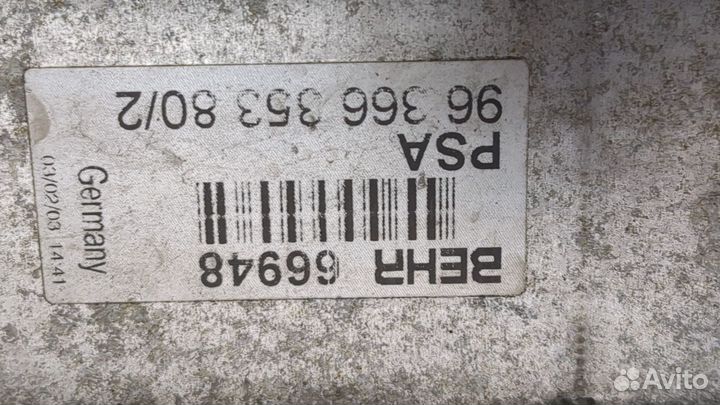 BEHR 66948
PSA
96 366 353 80/2
Germany
03/02/03 14:41
Avito